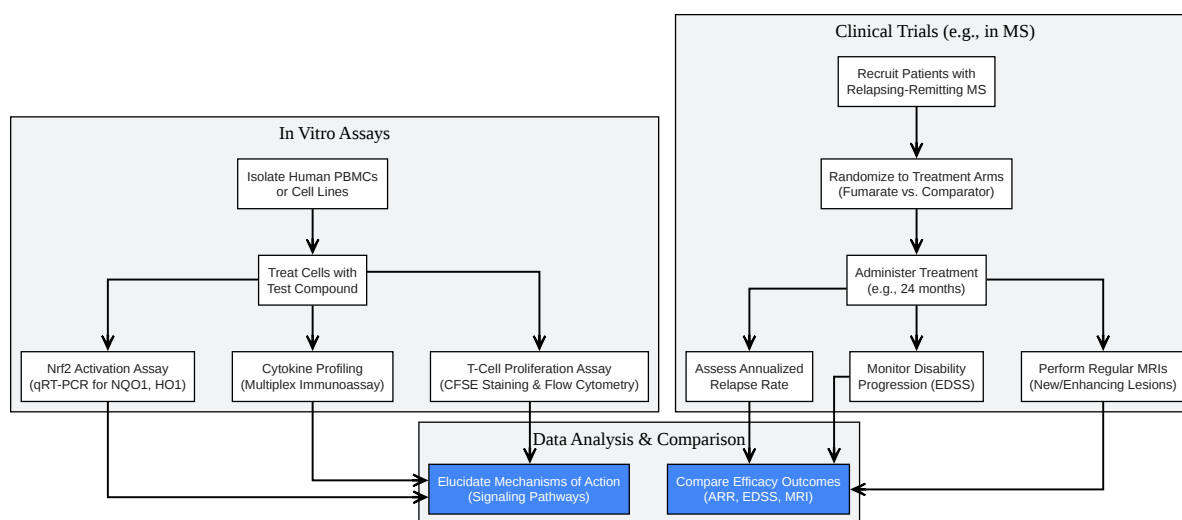 Clinical Trials (e.g., in MS)
Recruit Patients with
Relapsing-Remitting MS
Randomize to Treatment Arms
(Fumarate vs. Comparator)
Administer Treatment
(e.g., 24 months)
Assess Annualized
Relapse Rate
Monitor Disability
Progression (EDSS)
Perform Regular MRIs
(New/Enhancing Lesions)
In Vitro Assays
Isolate Human PBMCs
or Cell Lines
Treat Cells with
Test Compound
Nrf2 Activation Assay
(qRT-PCR for NQO1, HO1)
Cytokine Profiling
(Multiplex Immunoassay)
T-Cell Proliferation Assay
(CFSE Staining & Flow Cytometry)
Data Analysis & Comparison
Elucidate Mechanisms of Action
(Signaling Pathways)
Compare Efficacy Outcomes
(ARR, EDSS, MRI)